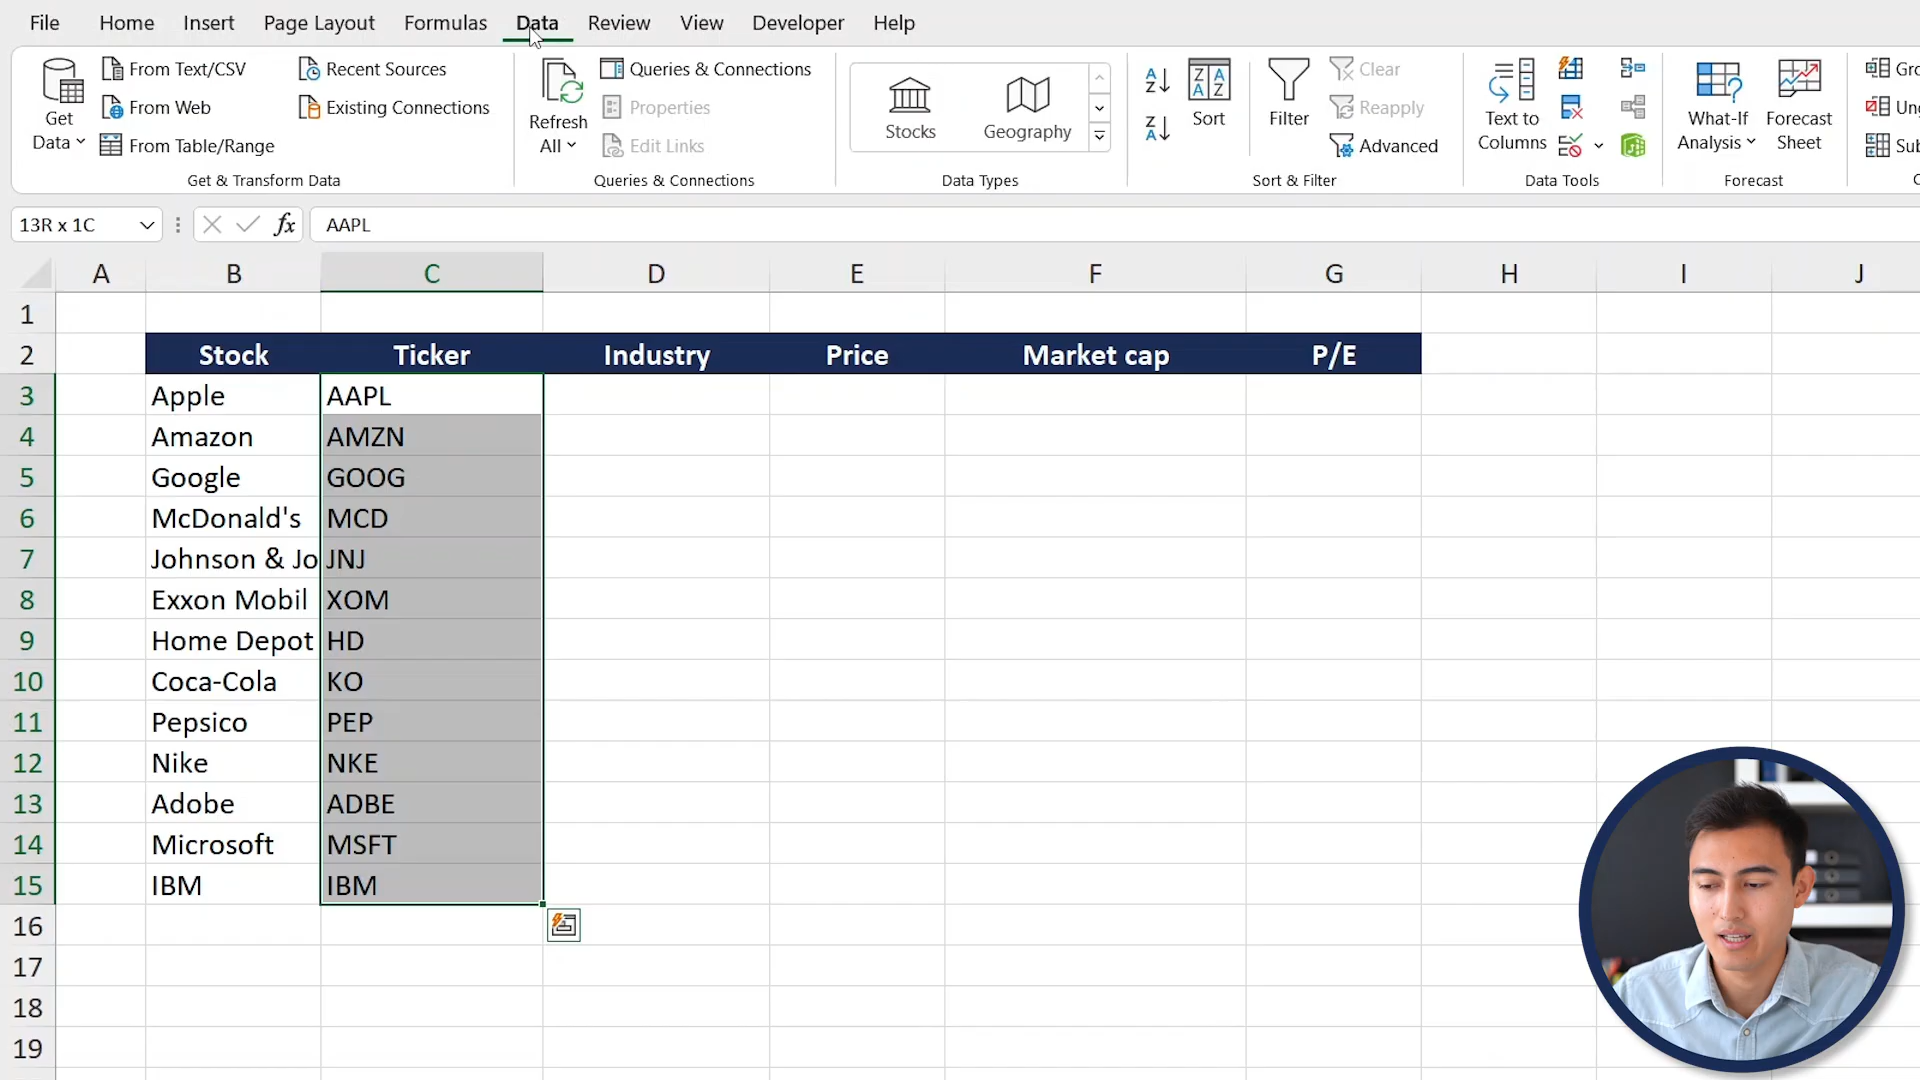 File Home Insert Page Layout Formulas Data Review View Developer Help
Get Data
From Text/CSV
From Web
From Table/Range
Recent Sources
Existing Connections
Get & Transform Data
Refresh All
Queries & Connections
Properties
Edit Links
Queries & Connections
Stocks
Geography
Data Types
Sort
Filter
Clear
Reapply
Advanced
Sort & Filter
Text to Columns
Data Tools
What-If Analysis
Forecast Sheet
Forecast
13R x 1C fx AAPL
A B C D E F G H I J
1
2 Stock Ticker Industry Price Market cap P/E
3 Apple AAPL
4 Amazon AMZN
5 Google GOOG
6 McDonald's MCD
7 Johnson & Jo JNJ
8 Exxon Mobil XOM
9 Home Depot HD
10 Coca-Cola KO
11 Pepsico PEP
12 Nike NKE
13 Adobe ADBE
14 Microsoft MSFT
15 IBM IBM
16
17
18
19